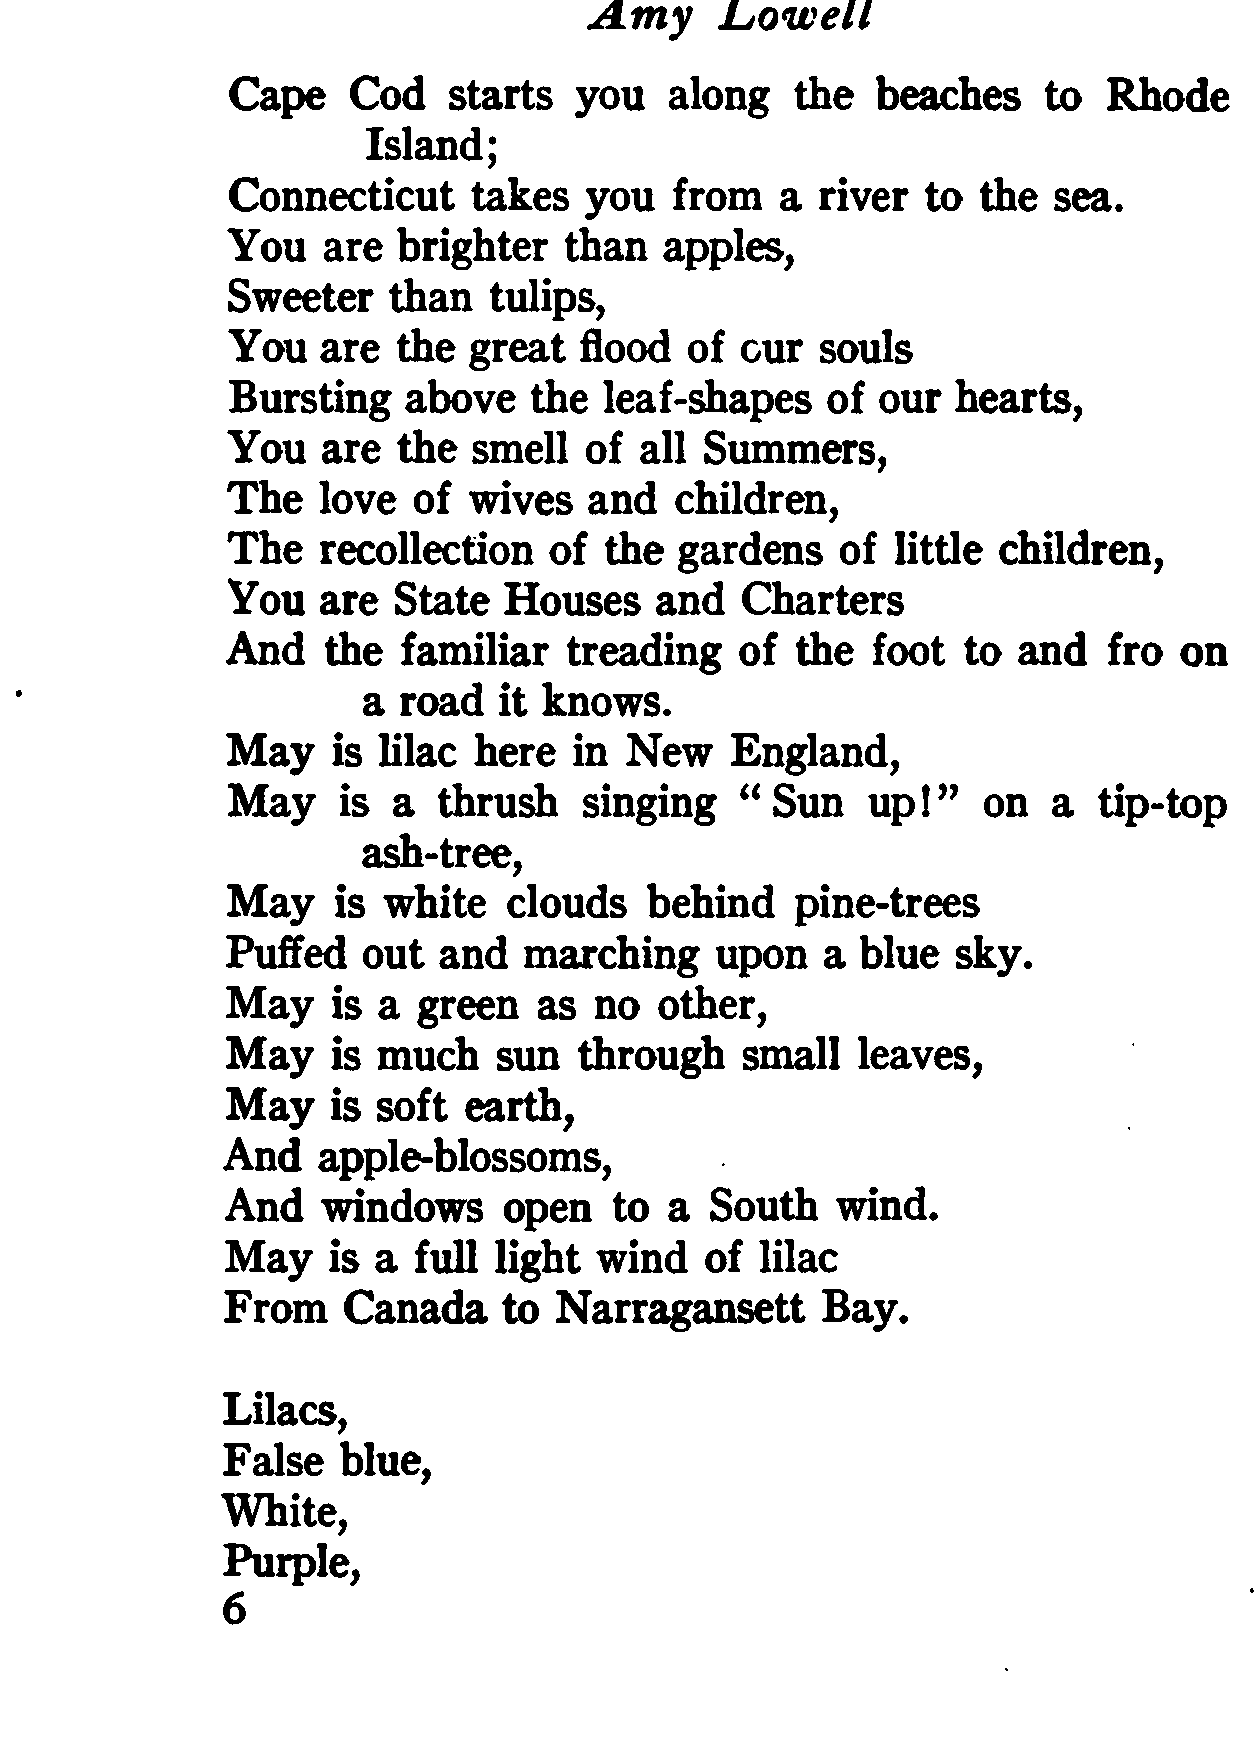 Amy Lowell
Cape Cod starts you along the beaches to Rhode
Island;
Connecticut takes you from a river to the sea.
You are brighter than apples,
Sweeter than tulips,
You are the great flood of our souls
Bursting above the leaf-shapes of our hearts,
You are the smell of all Summers,
The love of wives and children,
The recollection of the gardens of little children,
You are State Houses and Charters
And the familiar treading of the foot to and fro on
a road it knows.
May is lilac here in New England,
May is a thrush singing “Sun up!” on a tip-top
ash-tree,
May is white clouds behind pine-trees
Puffed out and marching upon a blue sky.
May is a green as no other,
May is much sun through small leaves,
May is soft earth,
And apple-blossoms,
And windows open to a South wind.
May is a full light wind of lilac
From Canada to Narragansett Bay.

Lilacs,
False blue,
White,
Purple,
6